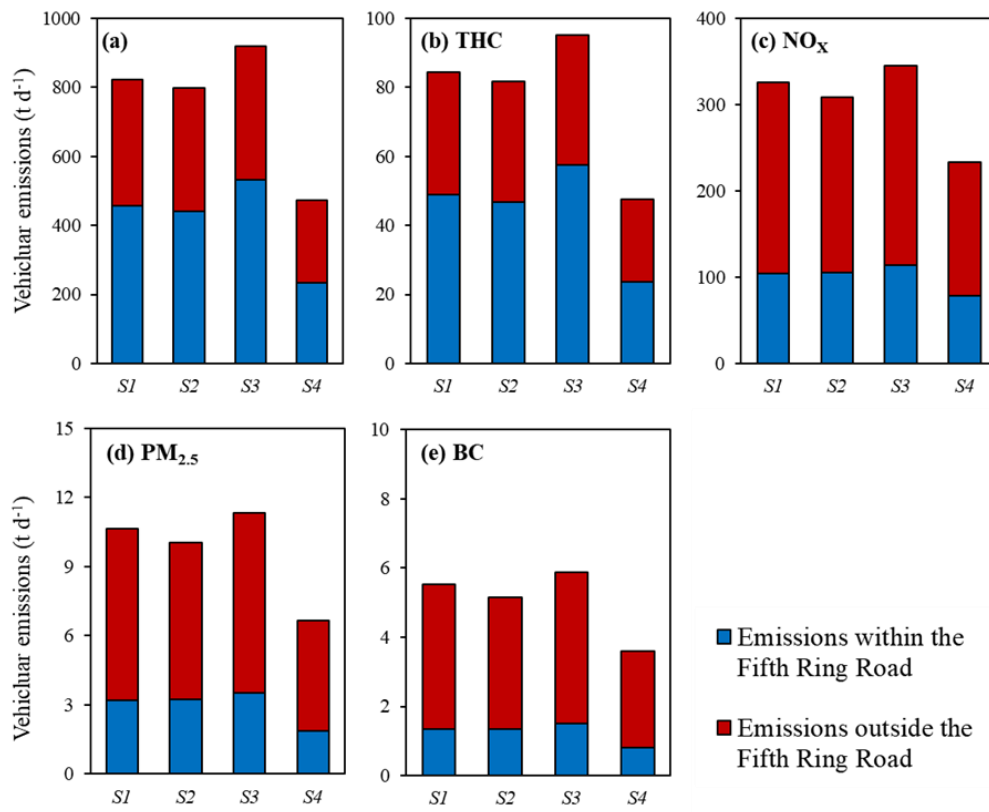 (a)
Vehichuar emissions (t d⁻¹)
1000
800
600
400
200
0
S1 S2 S3 S4
(b) THC
100
80
60
40
20
0
S1 S2 S3 S4
(c) NOₓ
400
300
200
100
0
S1 S2 S3 S4
(d) PM₂.₅
Vehichuar emissions (t d⁻¹)
15
12
9
6
3
0
S1 S2 S3 S4
(e) BC
10
8
6
4
2
0
S1 S2 S3 S4
Emissions within the
Fifth Ring Road
Emissions outside the
Fifth Ring Road